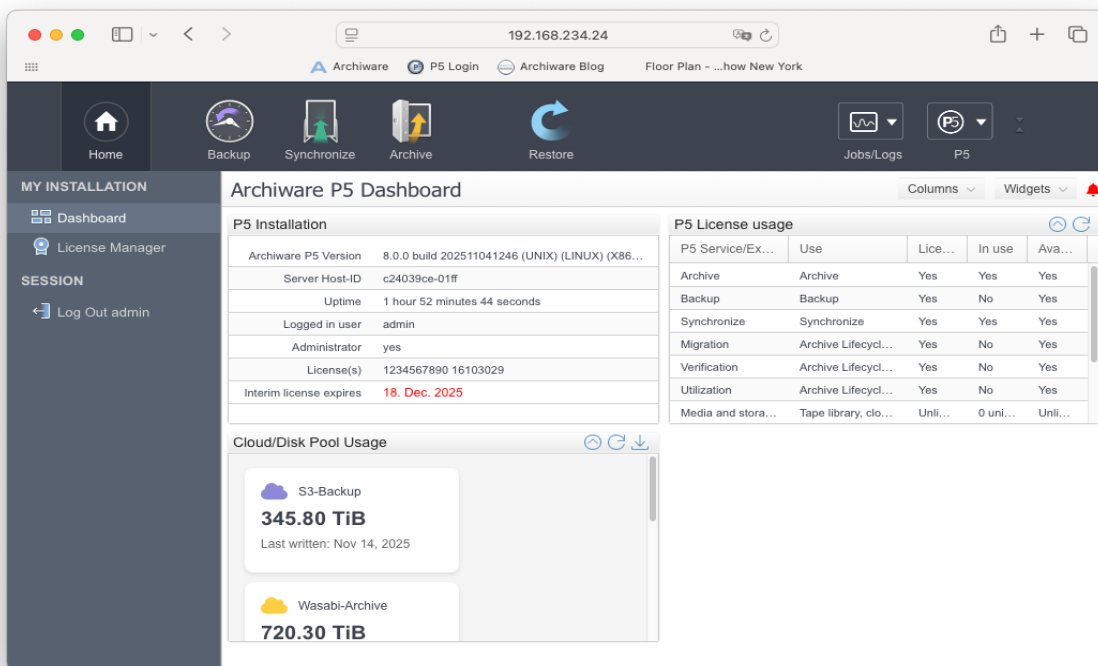 192.168.234.24
Archiware
P5 Login
Archiware Blog
Floor Plan - ...how New York
Home
Backup
Synchronize
Archive
Restore
Jobs/Logs
P5
P5
MY INSTALLATION
Dashboard
License Manager
SESSION
Log Out admin
Archiware P5 Dashboard
Columns
Widgets
P5 Installation
Archiware P5 Version 8.0.0 build 202511041246 (UNIX) (LINUX) (X86...
Server Host-ID c24039ce-01ff
Uptime 1 hour 52 minutes 44 seconds
Logged in user admin
Administrator yes
License(s) 1234567890 16103029
Interim license expires 18. Dec. 2025
P5 License usage
P5 Service/Ex... Use Lice... In use Ava...
Archive Archive Yes Yes Yes
Backup Backup Yes No Yes
Synchronize Synchronize Yes Yes Yes
Migration Archive Lifecycl... Yes No Yes
Verification Archive Lifecycl... Yes No Yes
Utilization Archive Lifecycl... Yes No Yes
Media and stora... Tape library, clo... Unli... 0 uni... Unli...
Cloud/Disk Pool Usage
S3-Backup
345.80 TiB
Last written: Nov 14, 2025
Wasabi-Archive
720.30 TiB